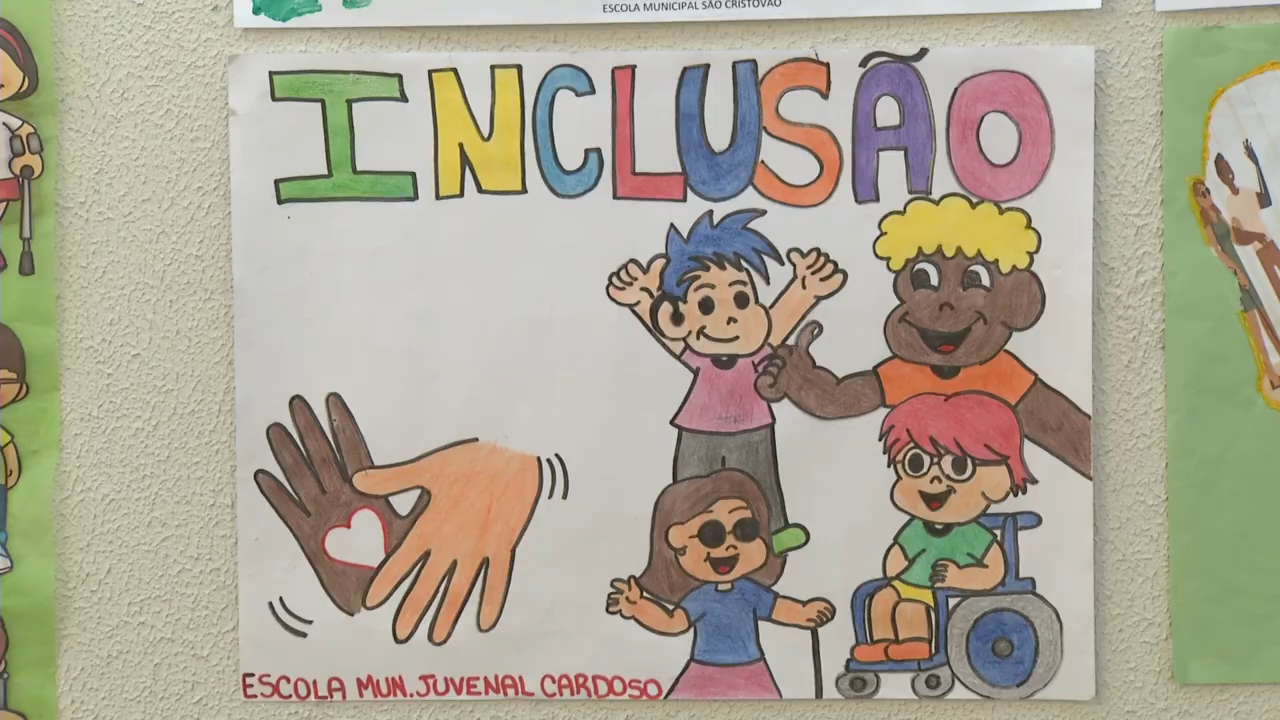 ESCOLA MUNICIPAL SÃO CRISTOVÃO
INCLUSÃO
ESCOLA MUN. JUVENAL CARDOSO